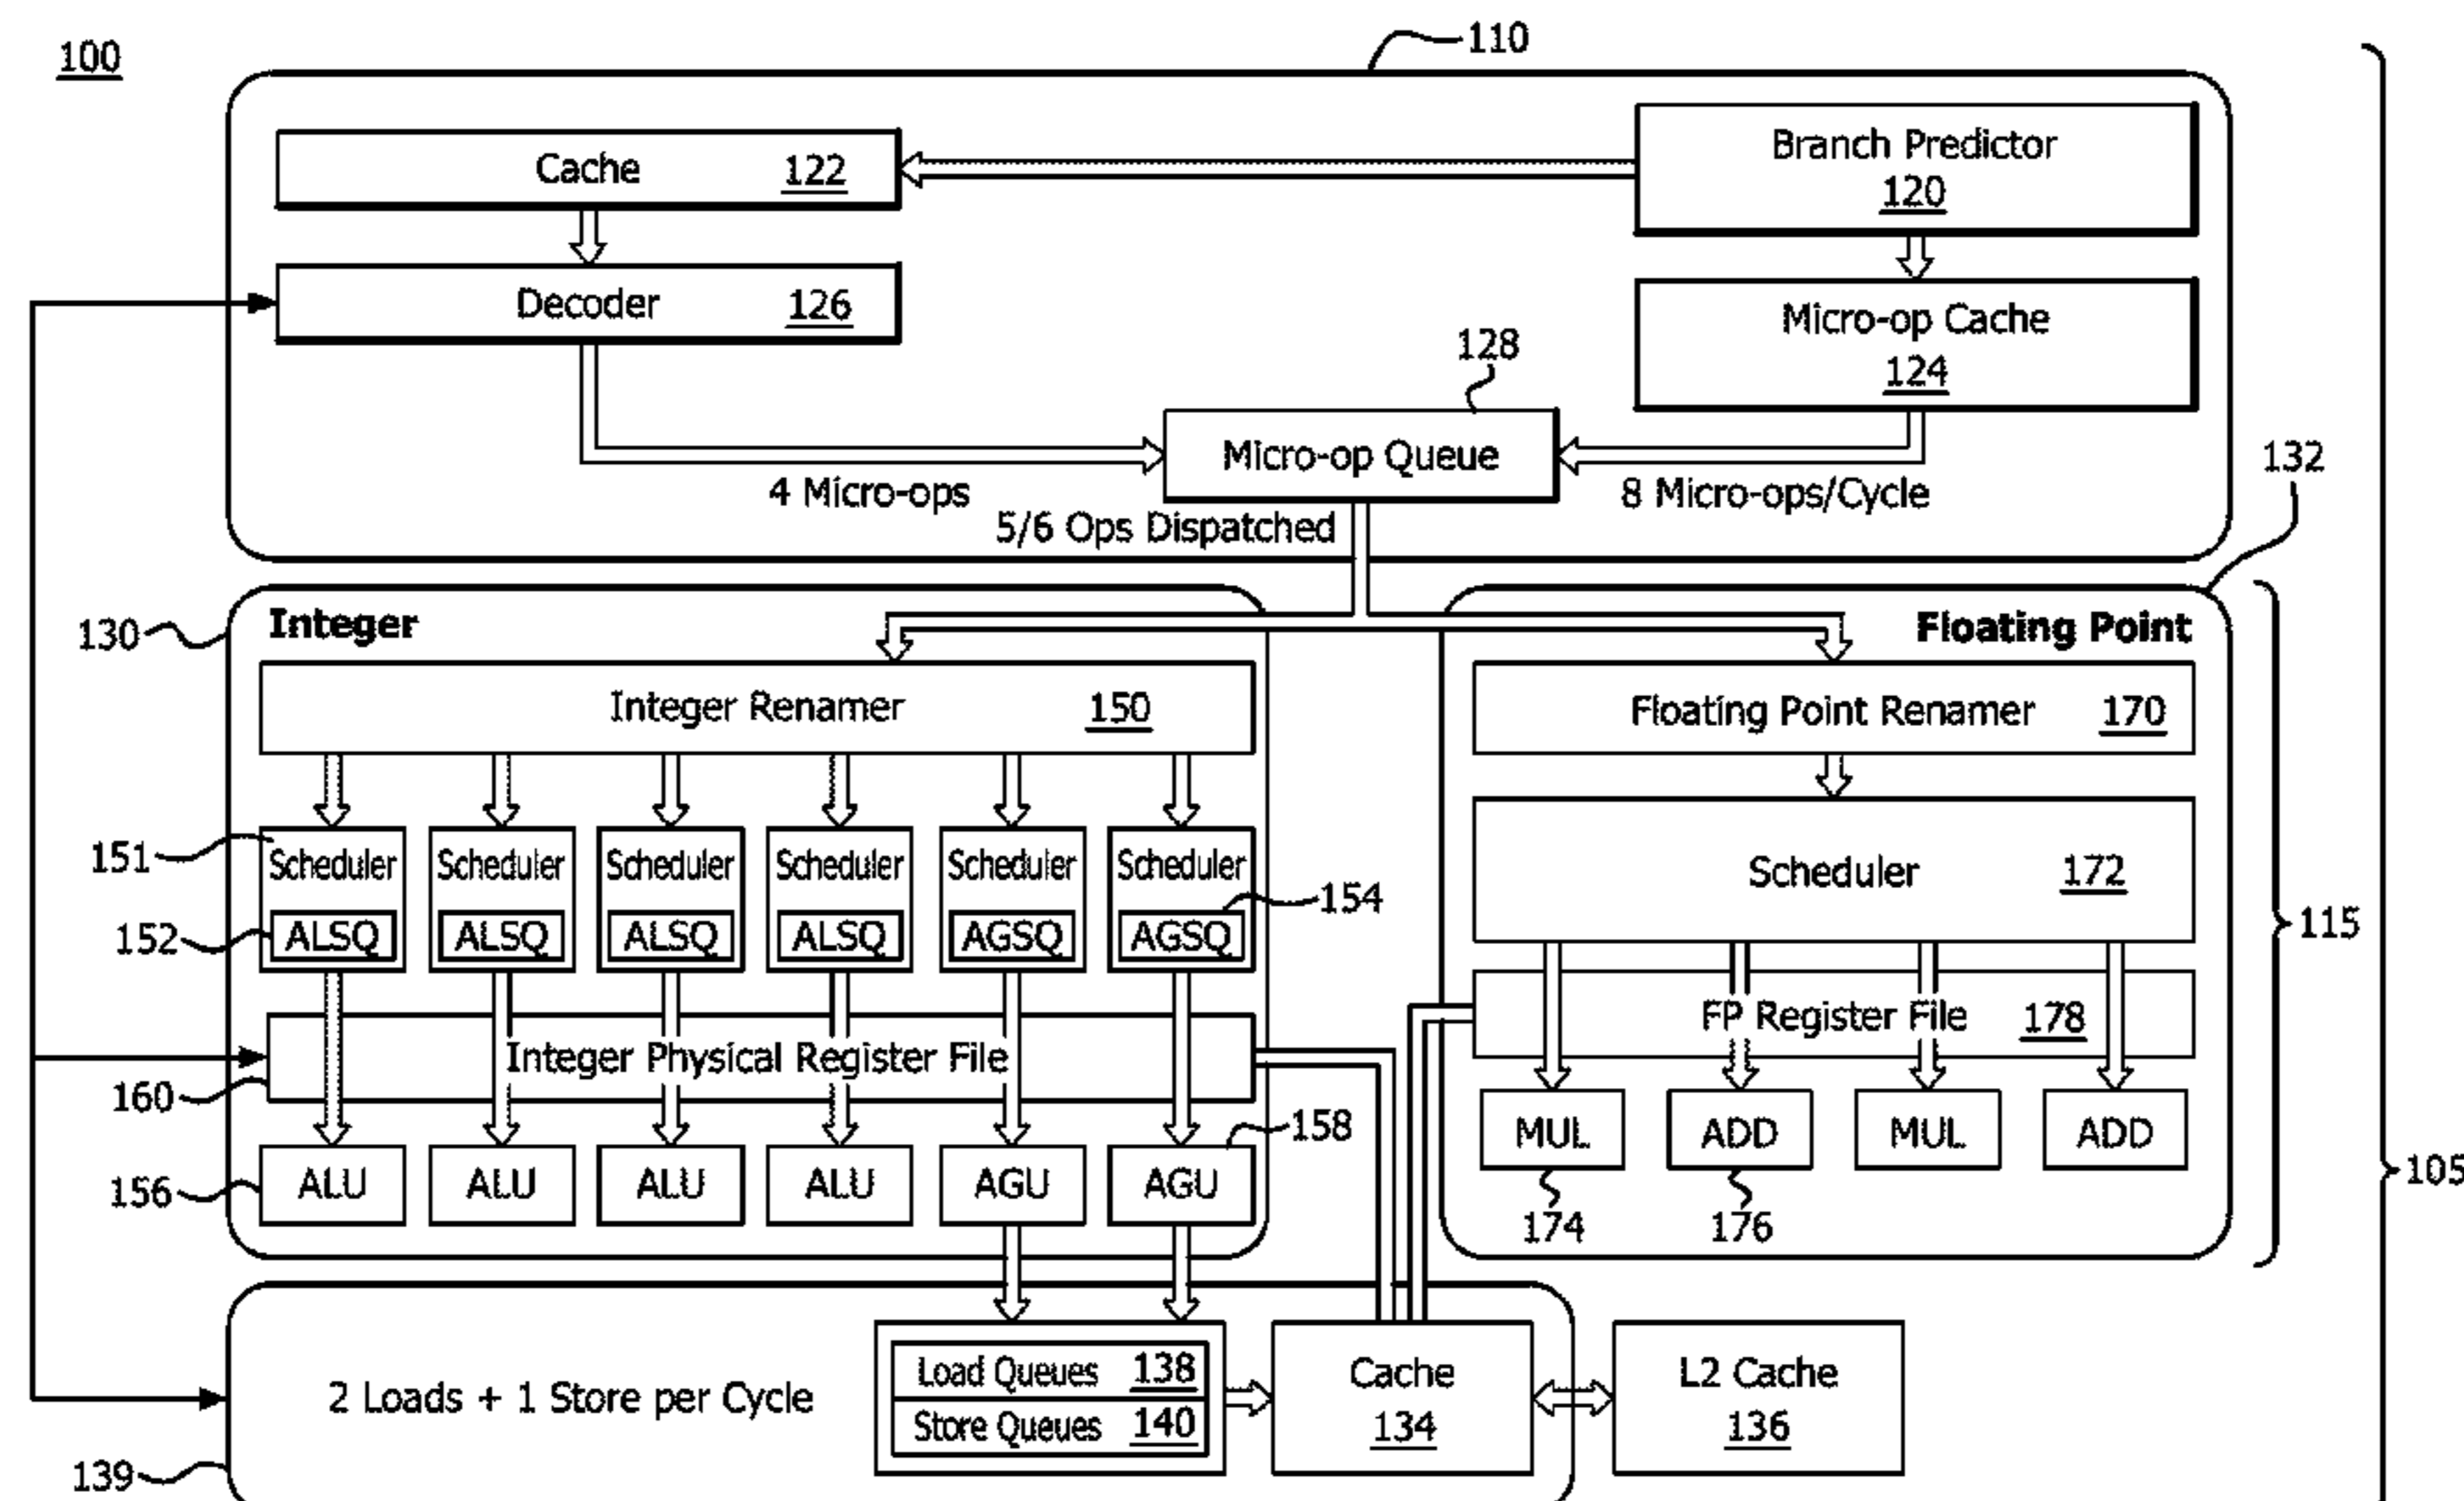 100
110
Cache 122
Branch Predictor
120
Decoder 126
Micro-op Cache
124
128
Micro-op Queue
4 Micro-ops
8 Micro-ops/Cycle
5/6 Ops Dispatched
132
130
Integer
Floating Point
Integer Renamer 150
Floating Point Renamer 170
151
Scheduler Scheduler Scheduler Scheduler Scheduler Scheduler
152
ALSQ ALSQ ALSQ ALSQ AGSQ AGSQ
154
Scheduler 172
115
Integer Physical Register File
160
FP Register File 178
MUL ADD MUL ADD
174 176
158
156
ALU ALU ALU ALU AGU AGU
105
2 Loads + 1 Store per Cycle
Load Queues 138
Store Queues 140
Cache
134
L2 Cache
136
139